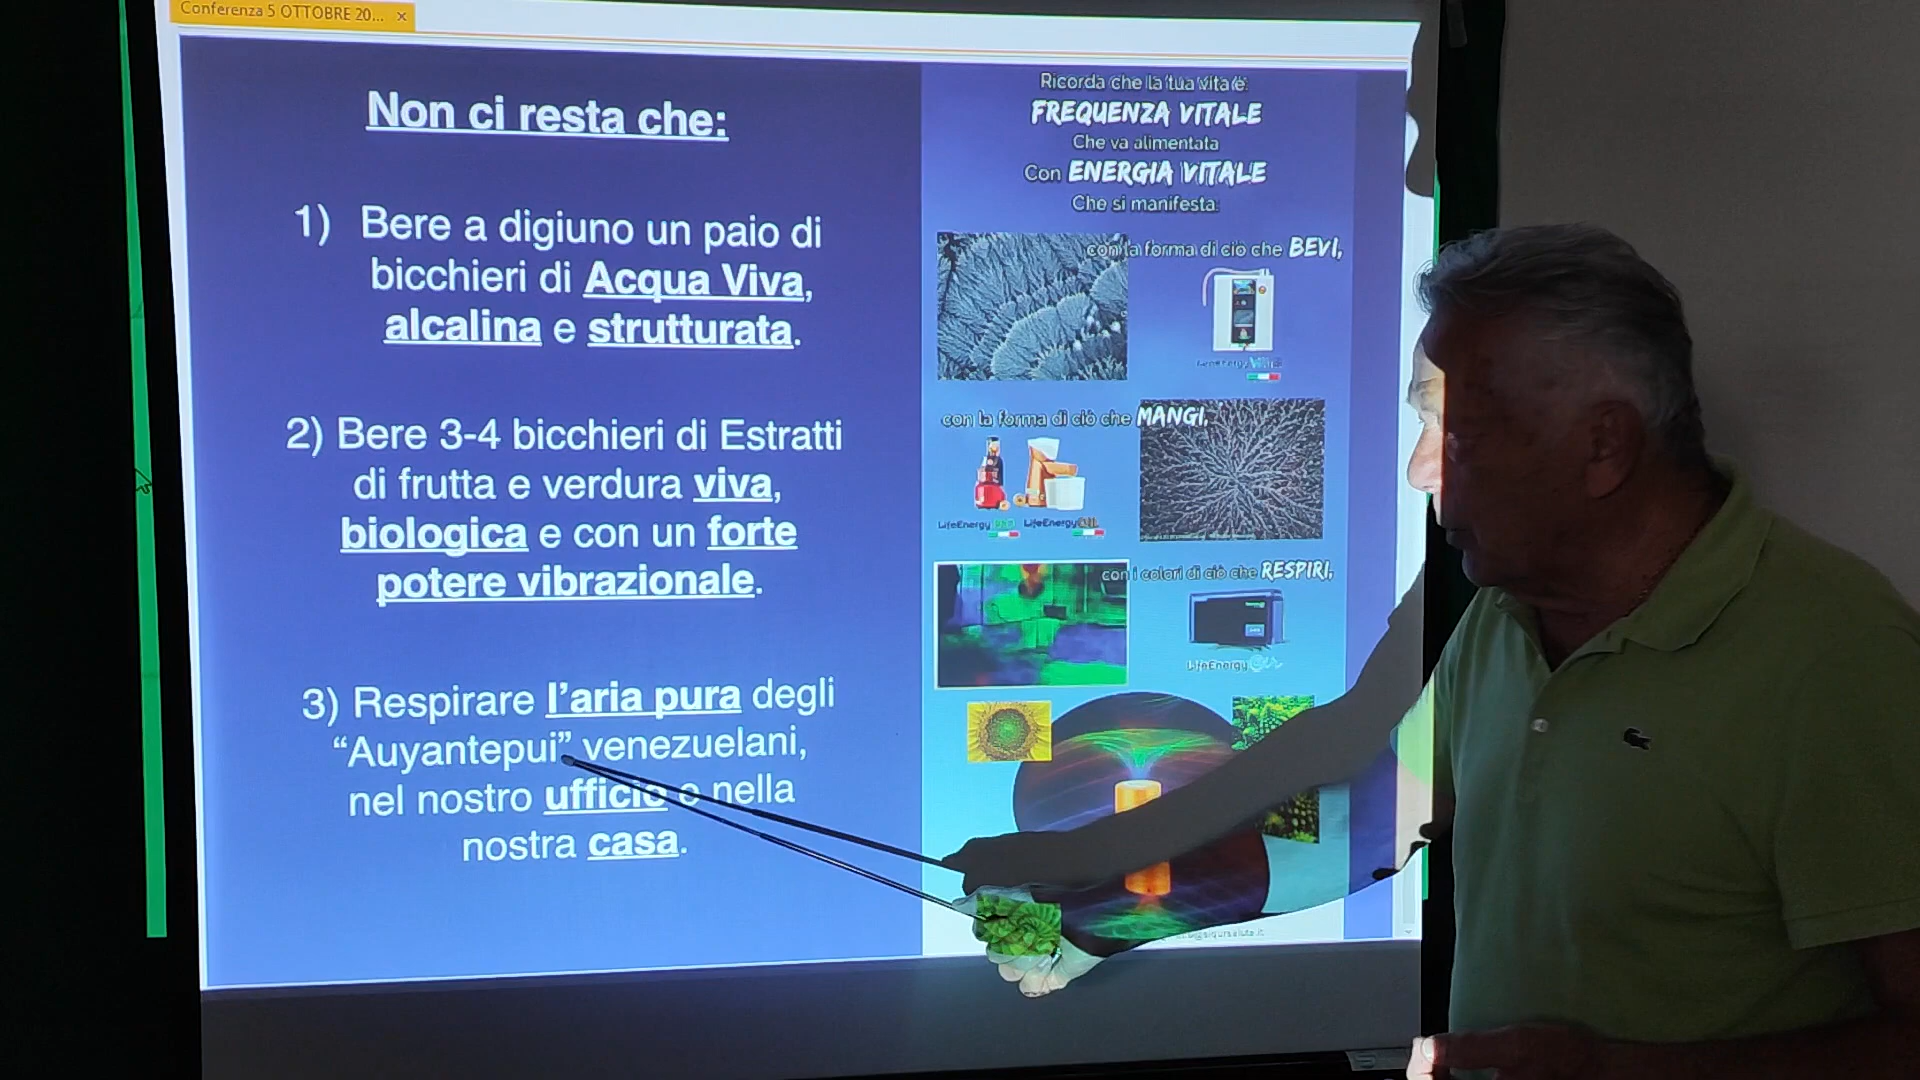 Conferenza 5 OTTOBRE 20...
Non ci resta che:
1) Bere a digiuno un paio di
bicchieri di Acqua Viva,
alcalina e strutturata.
2) Bere 3-4 bicchieri di Estratti
di frutta e verdura viva,
biologica e con un forte
potere vibrazionale.
3) Respirare l’aria pura degli
“Auyantepui” venezuelani,
nel nostro ufficio e nella
nostra casa.
Ricorda che la tua vita è:
FREQUENZA VITALE
Che va alimentata
Con ENERGIA VITALE
Che si manifesta:
con la forma di ciò che BEVI,
con la forma di ciò che MANGI,
LifeEnergy LifeEnergy
con i colori di ciò che RESPIRI,
LifeEnergy Air